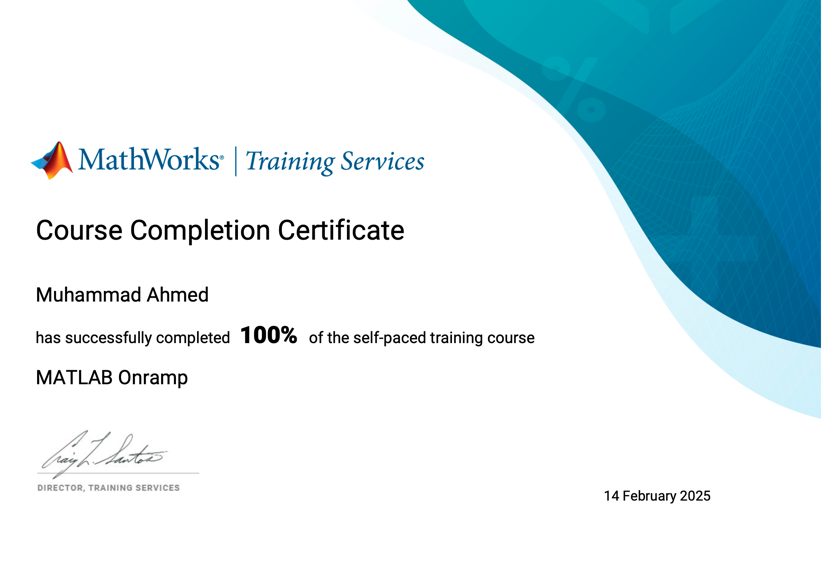 MathWorks® | Training Services
Course Completion Certificate
Muhammad Ahmed
has successfully completed 100% of the self-paced training course
MATLAB Onramp
Craig L. Santos
DIRECTOR, TRAINING SERVICES
14 February 2025